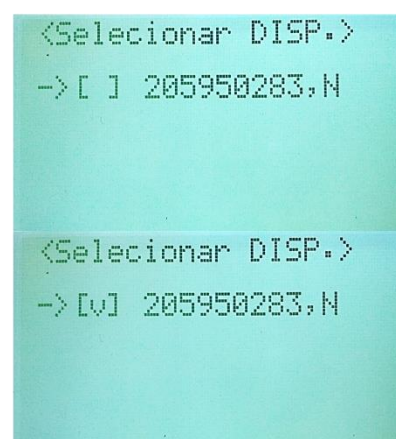 <Selecionar DISP.>
->[ ] 205950283,N
<Selecionar DISP.>
->[v] 205950283,N